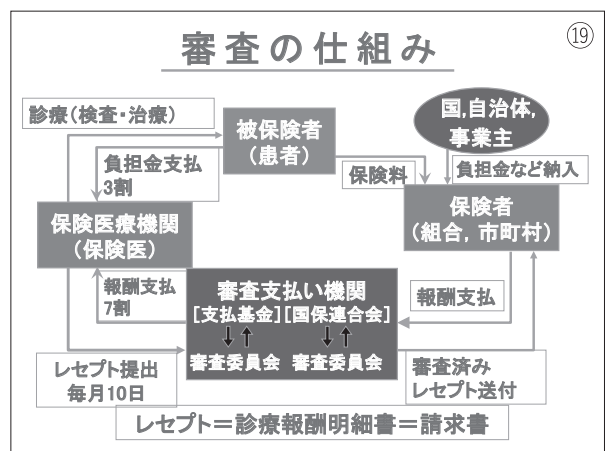 ⑲
審査の仕組み
診療(検査・治療)
被保険者
(患者)
国,自治体,
事業主
負担金支払
3割
保険料
負担金など納入
保険医療機関
(保険医)
保険者
(組合,市町村)
報酬支払
7割
審査支払い機関
[支払基金][国保連合会]
↓↑ ↓↑
審査委員会 審査委員会
報酬支払
レセプト提出
毎月10日
審査済み
レセプト送付
レセプト=診療報酬明細書=請求書